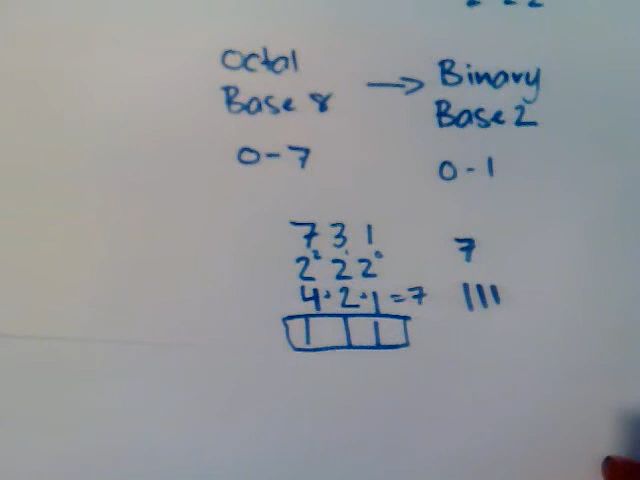 Octal → Binary
Base 8 Base 2
0-7 0-1
7 3 1 7
2² 2¹ 2⁰
4·2·1=7 111